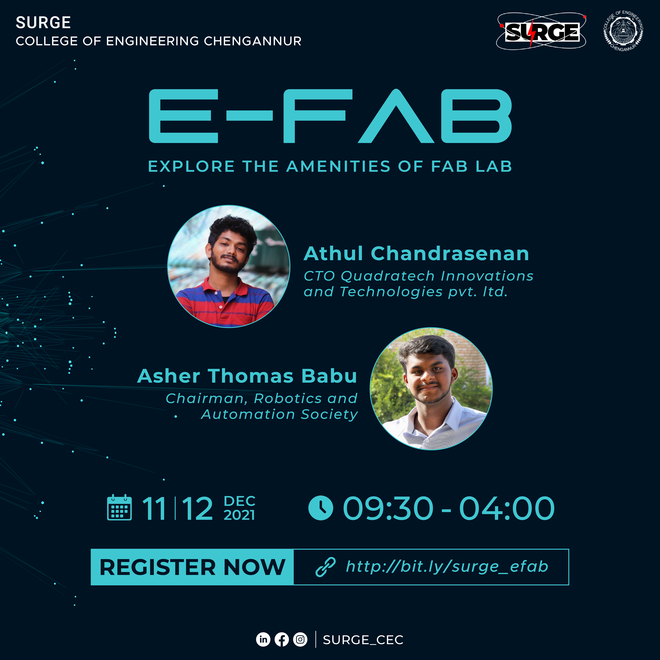 SURGE
COLLEGE OF ENGINEERING CHENGANNUR
SURGE
E-FAB
EXPLORE THE AMENITIES OF FAB LAB
Athul Chandrasenan
CTO Quadratech Innovations
and Technologies pvt. ltd.
Asher Thomas Babu
Chairman, Robotics and
Automation Society
11 | 12 DEC 2021
09:30 - 04:00
REGISTER NOW
http://bit.ly/surge_efab
SURGE_CEC